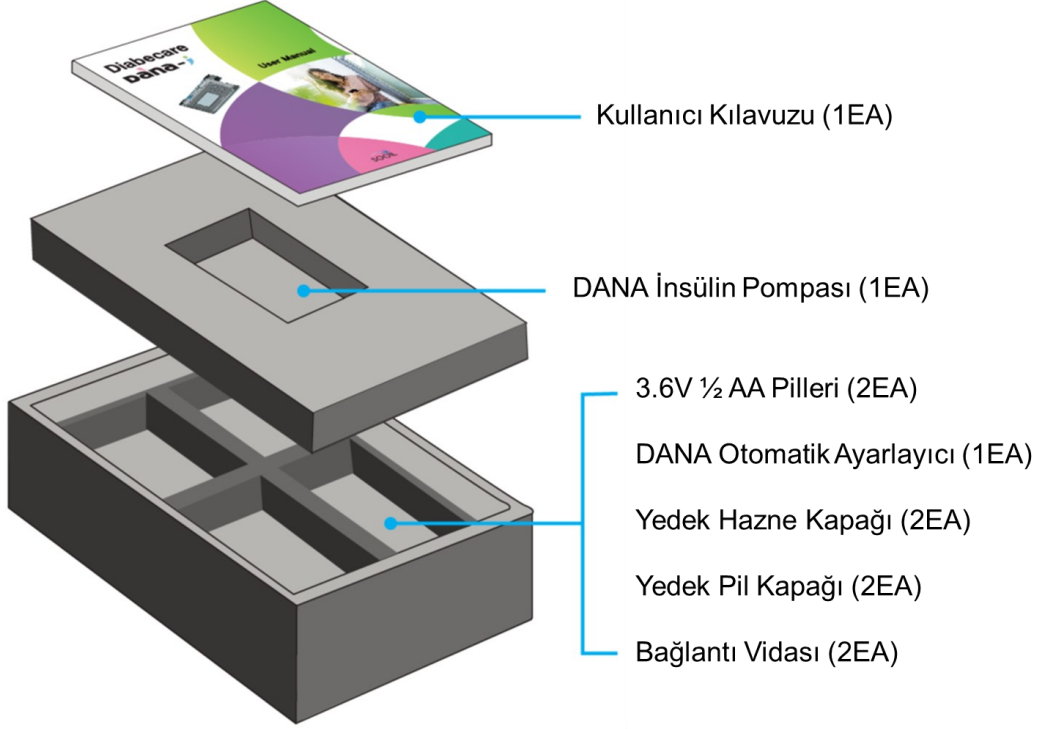 Diabecare
Dana-i
User Manual
SOOIL
Kullanıcı Kılavuzu (1EA)
DANA İnsülin Pompası (1EA)
3.6V ½ AA Pilleri (2EA)
DANA Otomatik Ayarlayıcı (1EA)
Yedek Hazne Kapağı (2EA)
Yedek Pil Kapağı (2EA)
Bağlantı Vidası (2EA)